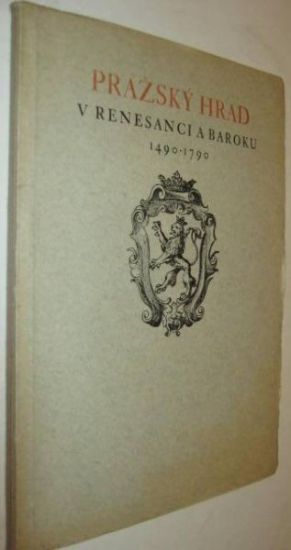 PRAŽSKÝ HRAD
V RENESANCI A BAROKU
1490-1790